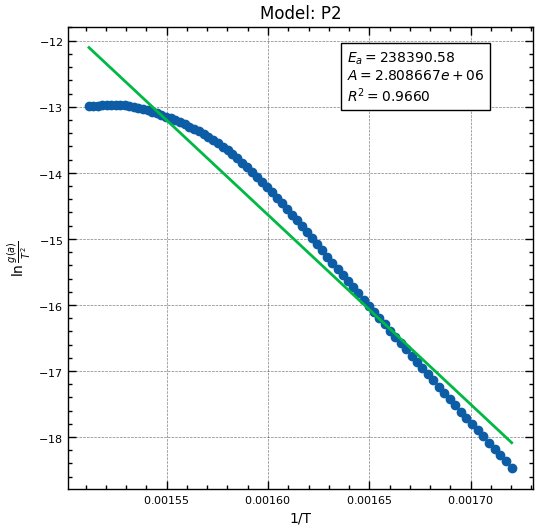 Model: P2
E_a = 238390.58
A = 2.808667e + 06
R^2 = 0.9660
−12
−13
−14
−15
−16
−17
−18
ln g(a)/T^2
0.00155 0.00160 0.00165 0.00170
1/T